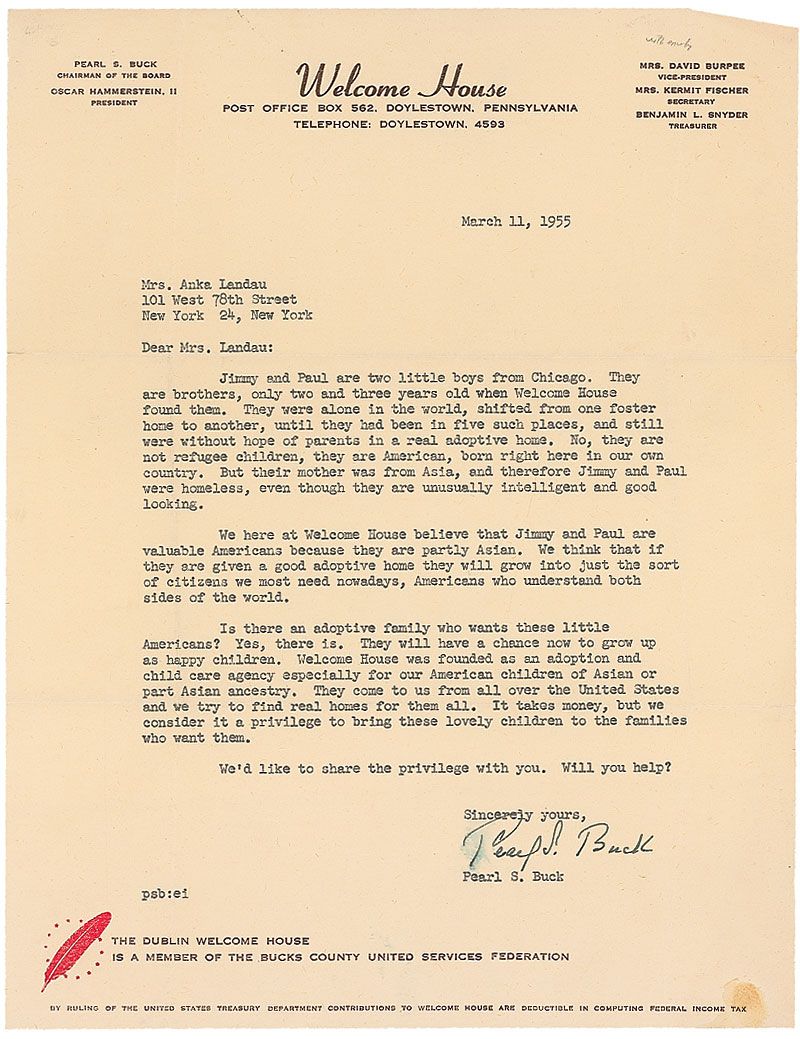 PEARL S. BUCK
CHAIRMAN OF THE BOARD
OSCAR HAMMERSTEIN, II
PRESIDENT
Welcome House
POST OFFICE BOX 562, DOYLESTOWN, PENNSYLVANIA
TELEPHONE: DOYLESTOWN, 4593
MRS. DAVID BURPEE
VICE-PRESIDENT
MRS. KERMIT FISCHER
SECRETARY
BENJAMIN L. SNYDER
TREASURER
March 11, 1955
Mrs. Anka Landau
101 West 78th Street
New York 24, New York
Dear Mrs. Landau:
Jimmy and Paul are two little boys from Chicago. They
are brothers, only two and three years old when Welcome House
found them. They were alone in the world, shifted from one foster
home to another, until they had been in five such places, and still
were without hope of parents in a real adoptive home. No, they are
not refugee children, they are American, born right here in our own
country. But their mother was from Asia, and therefore Jimmy and Paul
were homeless, even though they are unusually intelligent and good
looking.
We here at Welcome House believe that Jimmy and Paul are
valuable Americans because they are partly Asian. We think that if
they are given a good adoptive home they will grow into just the sort
of citizens we most need nowadays, Americans who understand both
sides of the world.
Is there an adoptive family who wants these little
Americans? Yes, there is. They will have a chance now to grow up
as happy children. Welcome House was founded as an adoption and
child care agency especially for our American children of Asian or
part Asian ancestry. They come to us from all over the United States
and we try to find real homes for them all. It takes money, but we
consider it a privilege to bring these lovely children to the families
who want them.
We'd like to share the privilege with you. Will you help?
Sincerely yours,
Pearl S. Buck
Pearl S. Buck
psb:ei
THE DUBLIN WELCOME HOUSE
IS A MEMBER OF THE BUCKS COUNTY UNITED SERVICES FEDERATION
BY RULING OF THE UNITED STATES TREASURY DEPARTMENT CONTRIBUTIONS TO WELCOME HOUSE ARE DEDUCTIBLE IN COMPUTING FEDERAL INCOME TAX